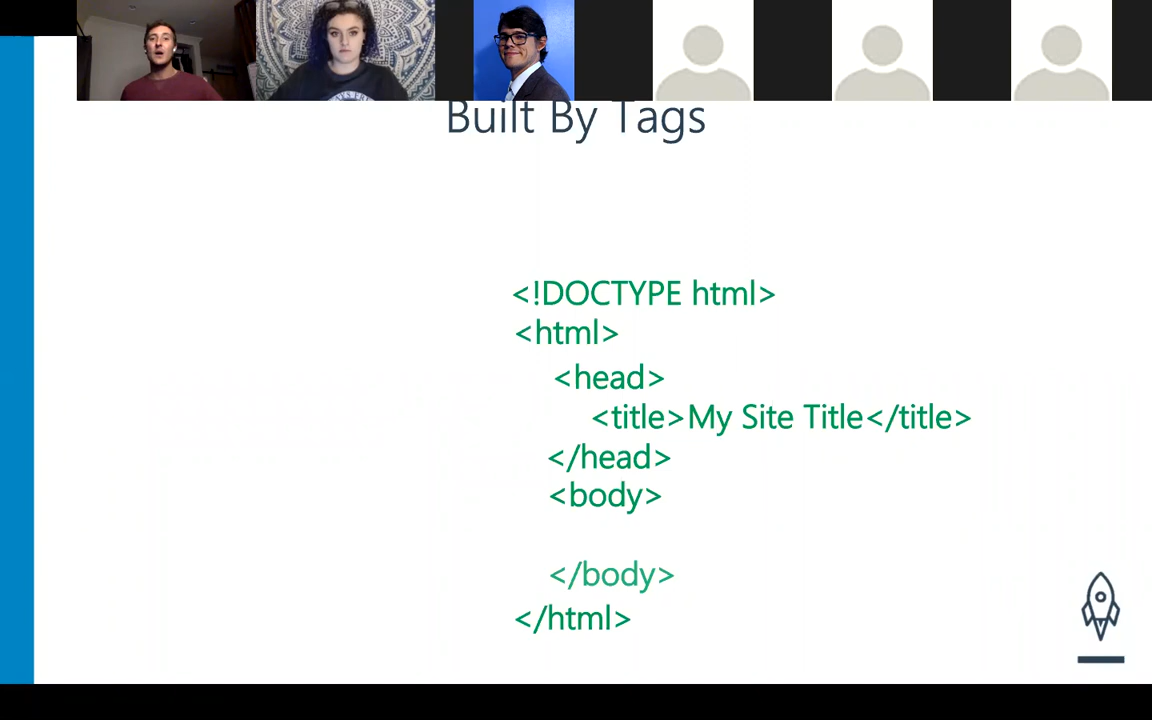 Built By Tags
<!DOCTYPE html>
<html>
<head>
<title>My Site Title</title>
</head>
<body>
</body>
</html>